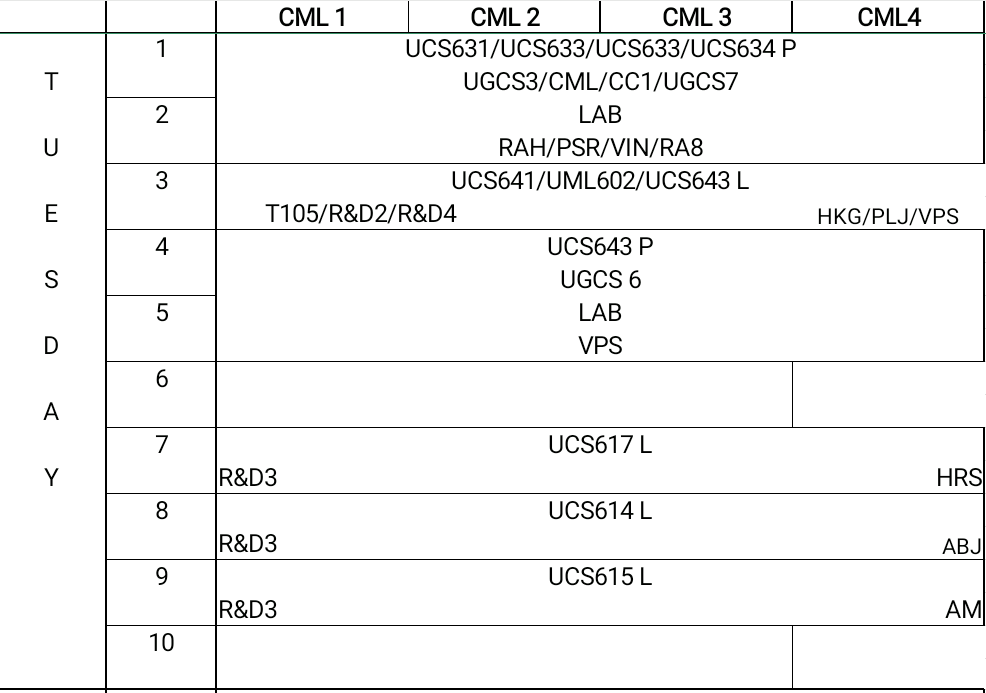 CML 1 CML 2 CML 3 CML4
1 UCS631/UCS633/UCS633/UCS634 P
T UGCS3/CML/CC1/UGCS7
2 LAB
U RAH/PSR/VIN/RA8
3 UCS641/UML602/UCS643 L
E T105/R&D2/R&D4 HKG/PLJ/VPS
4 UCS643 P
S UGCS 6
5 LAB
D VPS
6
A
7 UCS617 L
Y R&D3 HRS
8 UCS614 L
R&D3 ABJ
9 UCS615 L
R&D3 AM
10